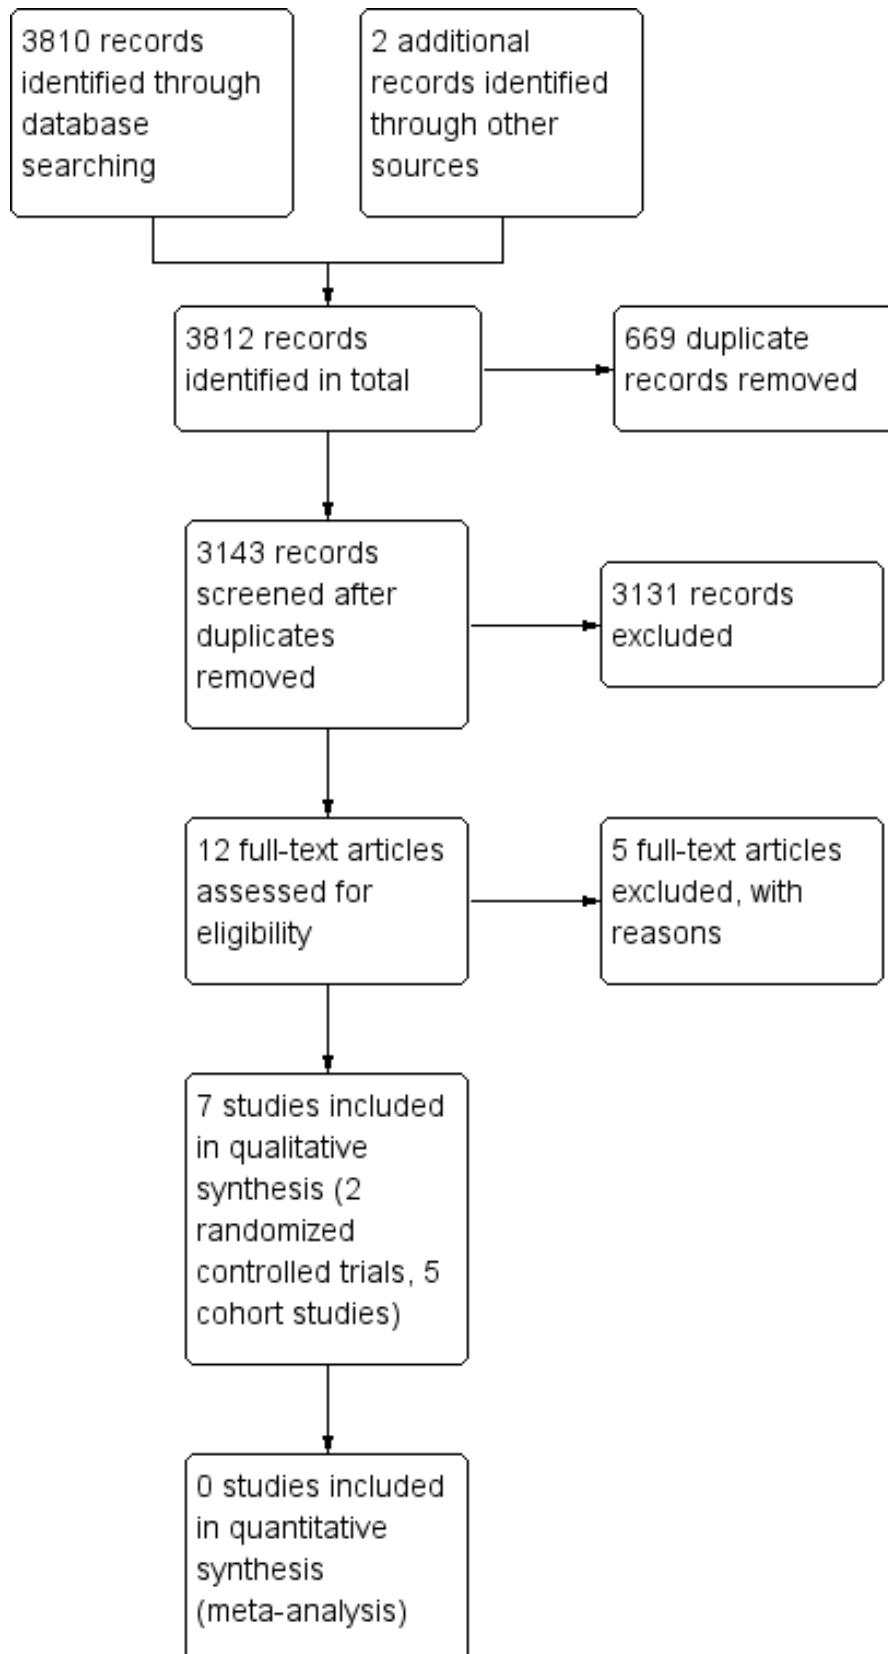 3810 records
identified through
database
searching
2 additional
records identified
through other
sources
3812 records
identified in total
669 duplicate
records removed
3143 records
screened after
duplicates
removed
3131 records
excluded
12 full-text articles
assessed for
eligibility
5 full-text articles
excluded, with
reasons
7 studies included
in qualitative
synthesis (2
randomized
controlled trials, 5
cohort studies)
0 studies included
in quantitative
synthesis
(meta-analysis)